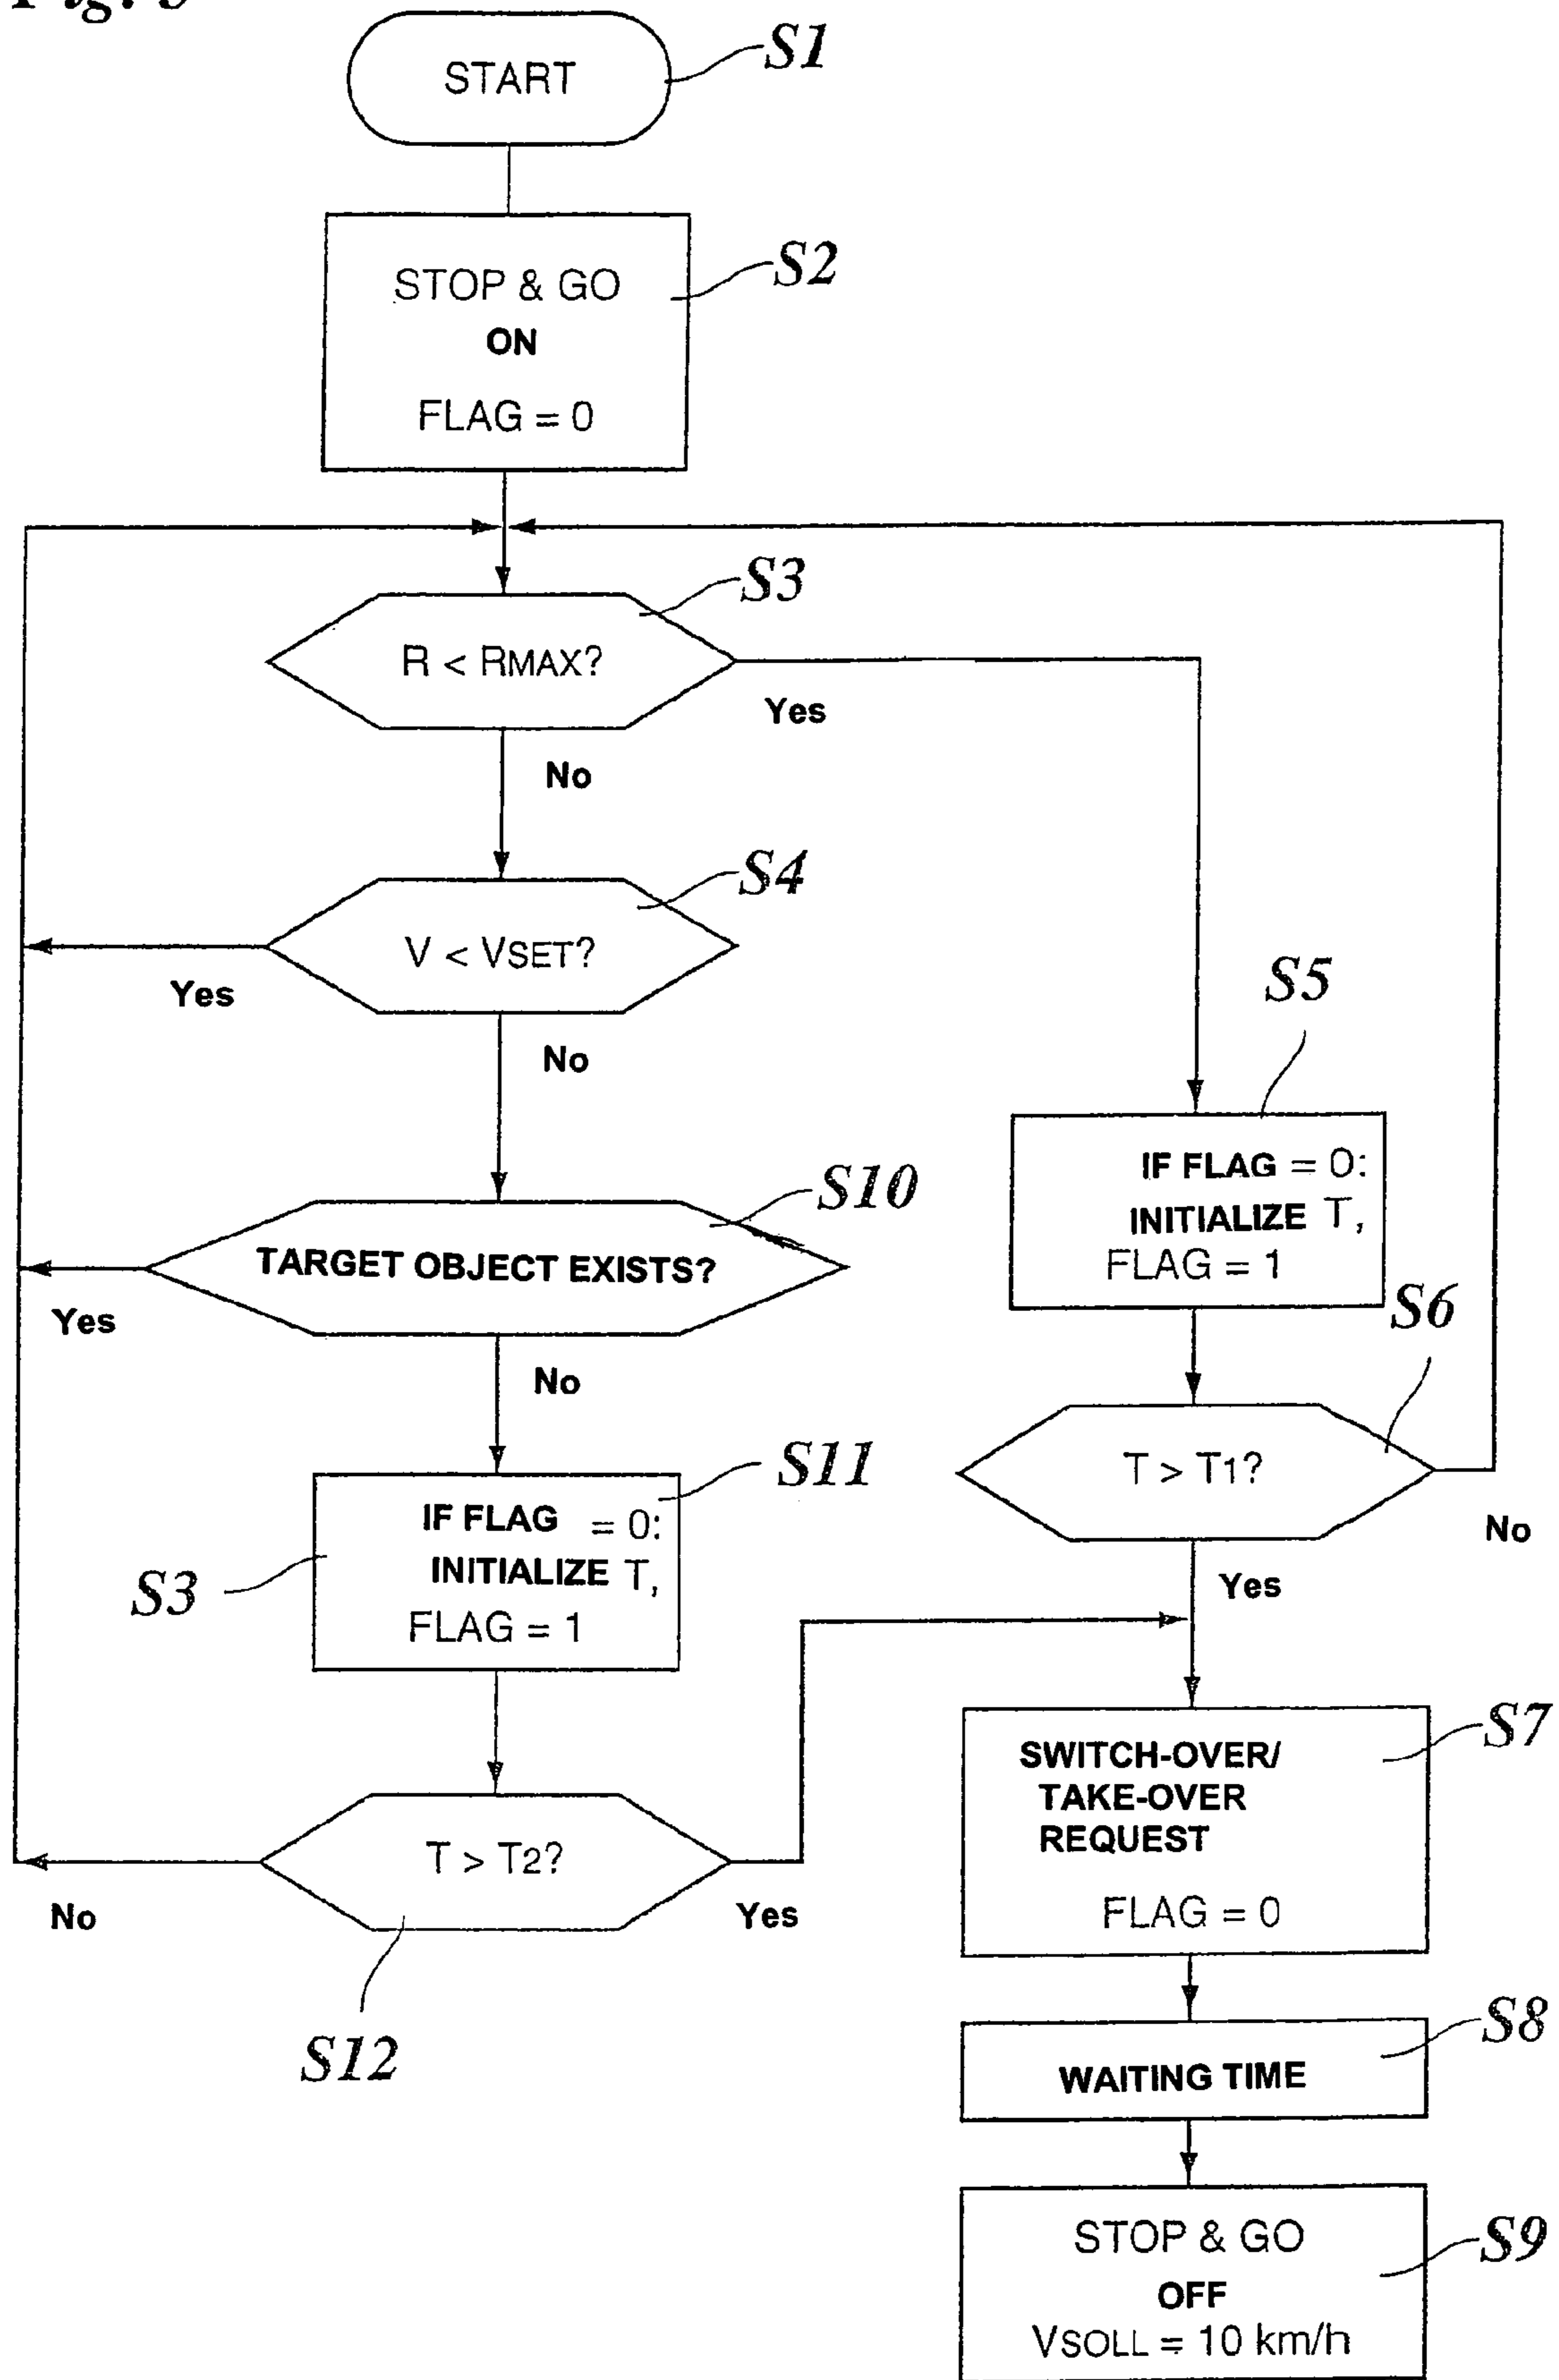 START
S1
STOP & GO
ON
FLAG = 0
S2
R < RMAX?
S3
Yes
No
V < VSET?
S4
Yes
No
S5
IF FLAG = 0:
INITIALIZE T,
FLAG = 1
TARGET OBJECT EXISTS?
S10
Yes
No
S6
T > T1?
No
Yes
S11
IF FLAG = 0:
INITIALIZE T,
FLAG = 1
S3
T > T2?
No
Yes
S12
SWITCH-OVER/
TAKE-OVER
REQUEST
FLAG = 0
S7
WAITING TIME
S8
STOP & GO
OFF
VSOLL = 10 km/h
S9